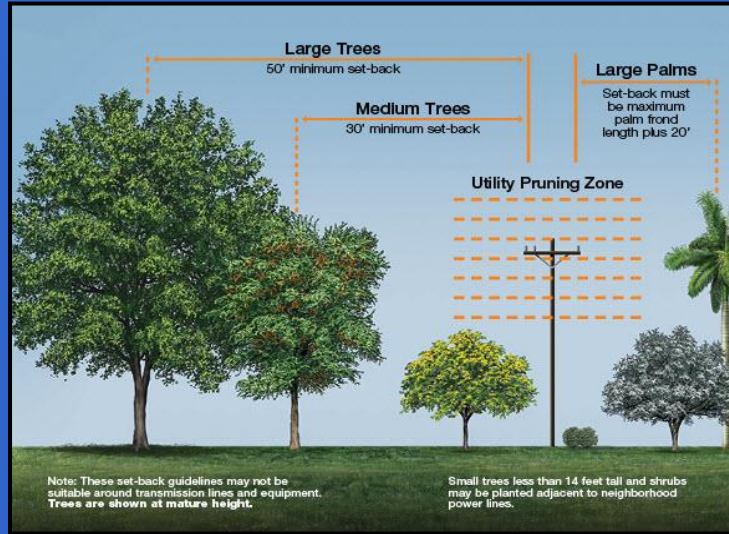 Large Trees
50' minimum set-back
Medium Trees
30' minimum set-back
Large Palms
Set-back must
be maximum
palm frond
length plus 20'
Utility Pruning Zone
Note: These set-back guidelines may not be
suitable around transmission lines and equipment.
Trees are shown at mature height.
Small trees less than 14 feet tall and shrubs
may be planted adjacent to neighborhood
power lines.